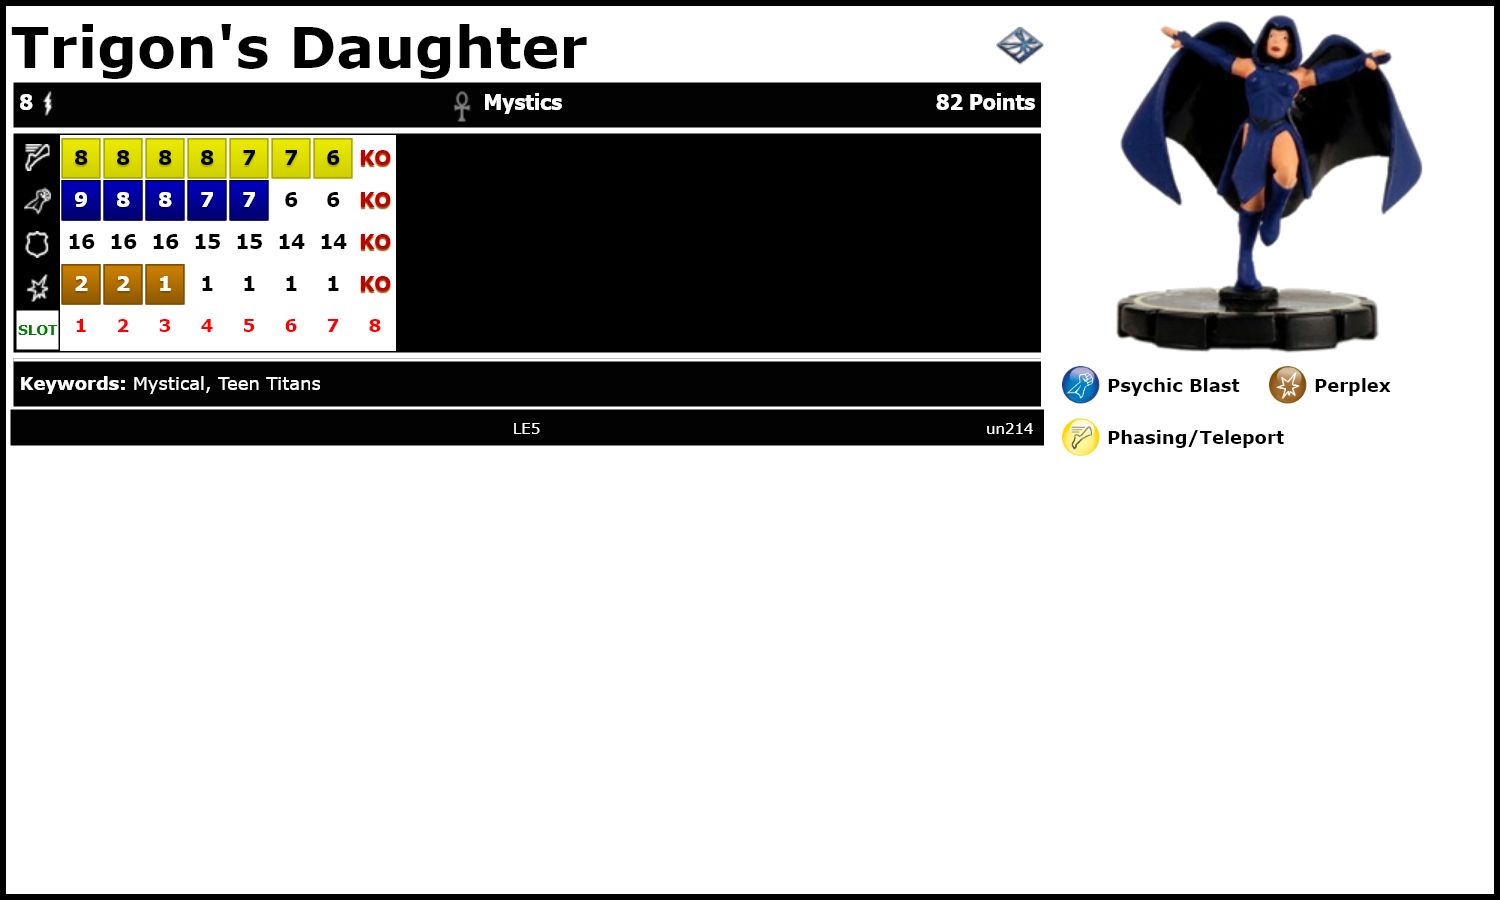 Trigon's Daughter
8 Mystics 82 Points
8 8 8 8 7 7 6 KO
9 8 8 7 7 6 6 KO
16 16 16 15 15 14 14 KO
2 2 1 1 1 1 1 KO
SLOT 1 2 3 4 5 6 7 8
Keywords: Mystical, Teen Titans
LE5 un214
Psychic Blast Perplex
Phasing/Teleport